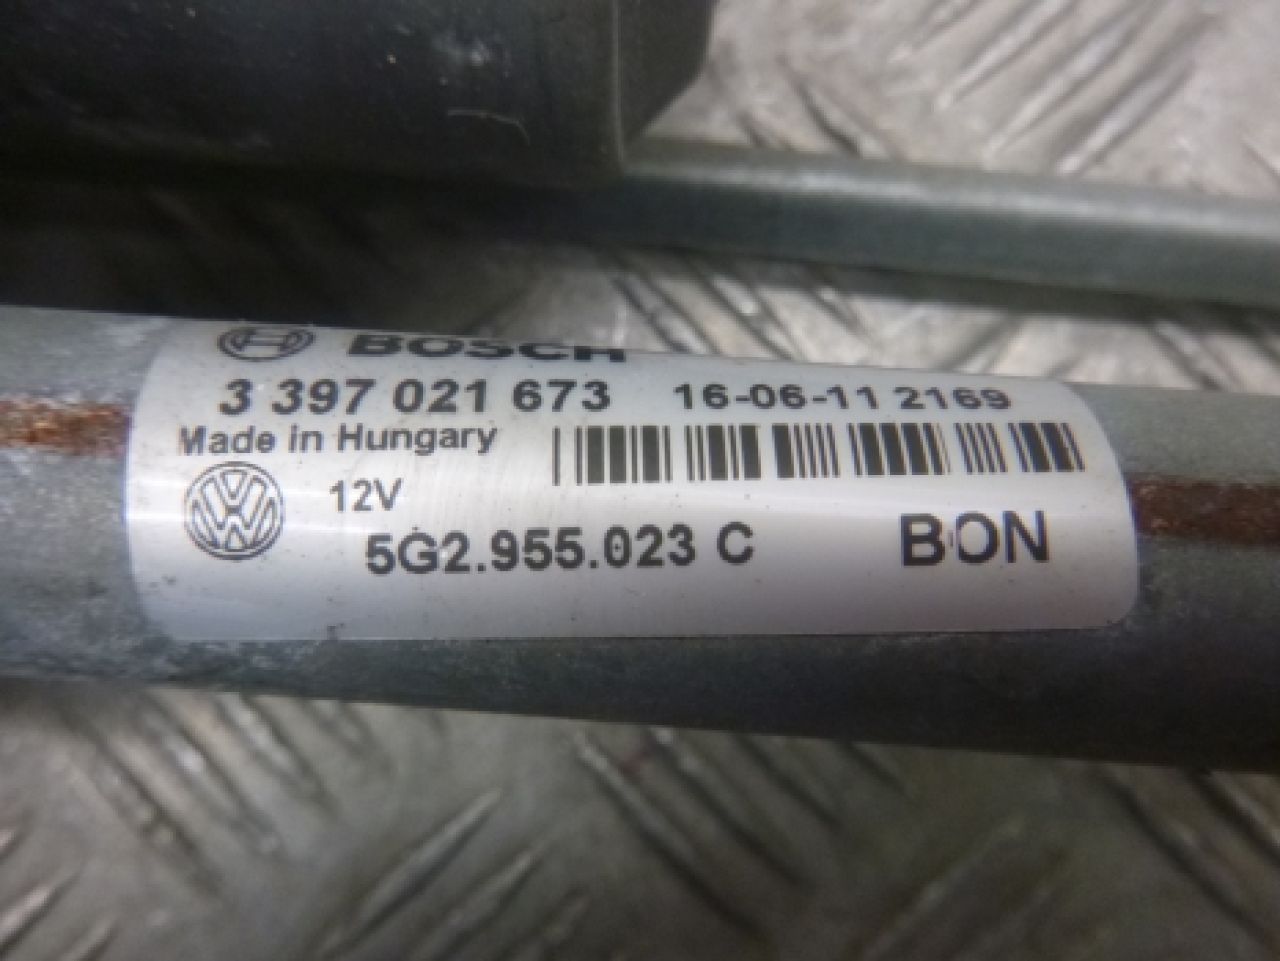 BOSCH
3 397 021 673 16-06-11 2169
Made in Hungary
12V
5G2.955.023 C BON